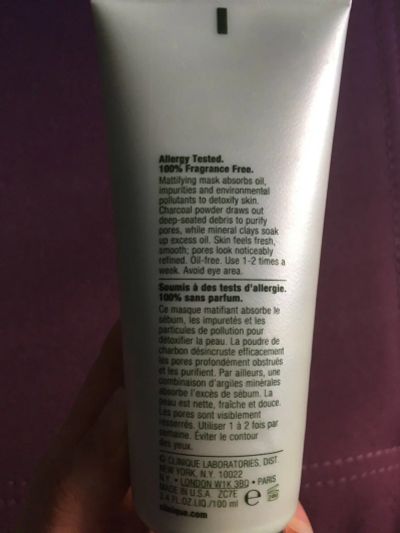 Allergy Tested.
100% Fragrance Free.
Mattifying mask absorbs oil,
impurities and environmental
pollutants to detoxify skin.
Charcoal powder draws out
deep-seated debris to purify
pores, while mineral clays soak
up excess oil. Skin feels fresh,
smooth; pores look noticeably
refined. Oil-free. Use 1-2 times a
week. Avoid eye area.
Soumis à des tests d'allergie.
100% sans parfum.
Ce masque matifiant absorbe le
sébum, les impuretés et les
particules de pollution pour
détoxifier la peau. La poudre de
charbon désincruste efficacement
les pores profondément obstrués
et les purifient. Par ailleurs, une
combinaison d'argiles minérales
absorbe l'excès de sébum. La
peau est nette, fraîche et douce.
Les pores sont visiblement
resserrés. Utiliser 1 à 2 fois par
semaine. Éviter le contour
des yeux.
© CLINIQUE LABORATORIES, DIST.
NEW YORK, N.Y. 10022
N.Y. • LONDON W1K 3BQ • PARIS
MADE IN U.S.A. ZC7E
3.4 FL.OZ.LIQ./100 ml e
clinique.com